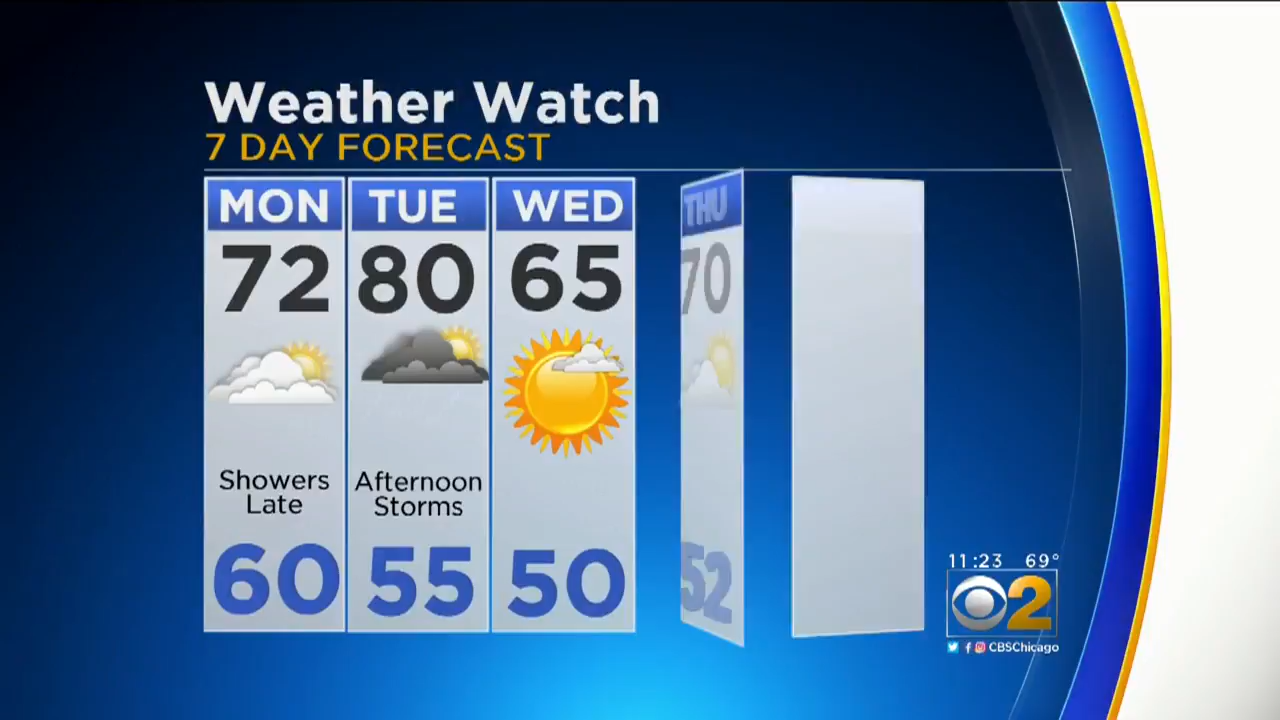 Weather Watch
7 DAY FORECAST
MON TUE WED THU
72 80 65 70
Showers Late
Afternoon Storms
60 55 50 52
11:23 69°
2
CBSChicago